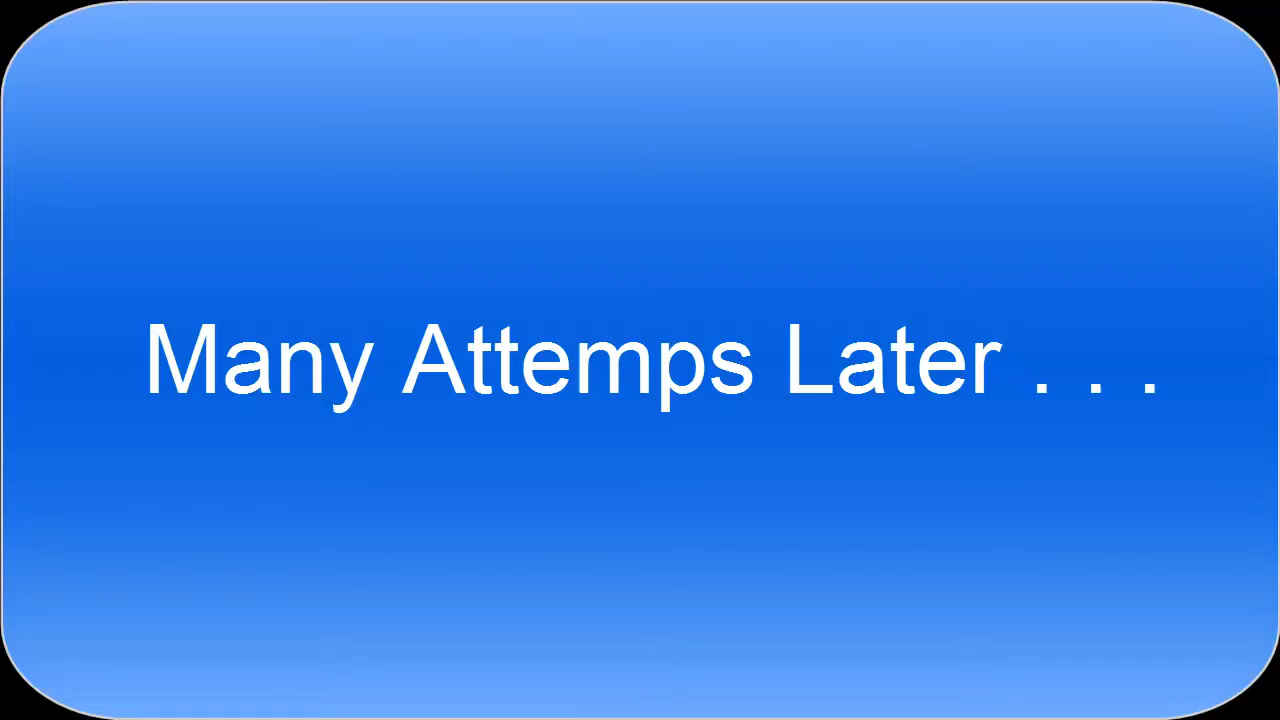 Many Attemps Later . . .